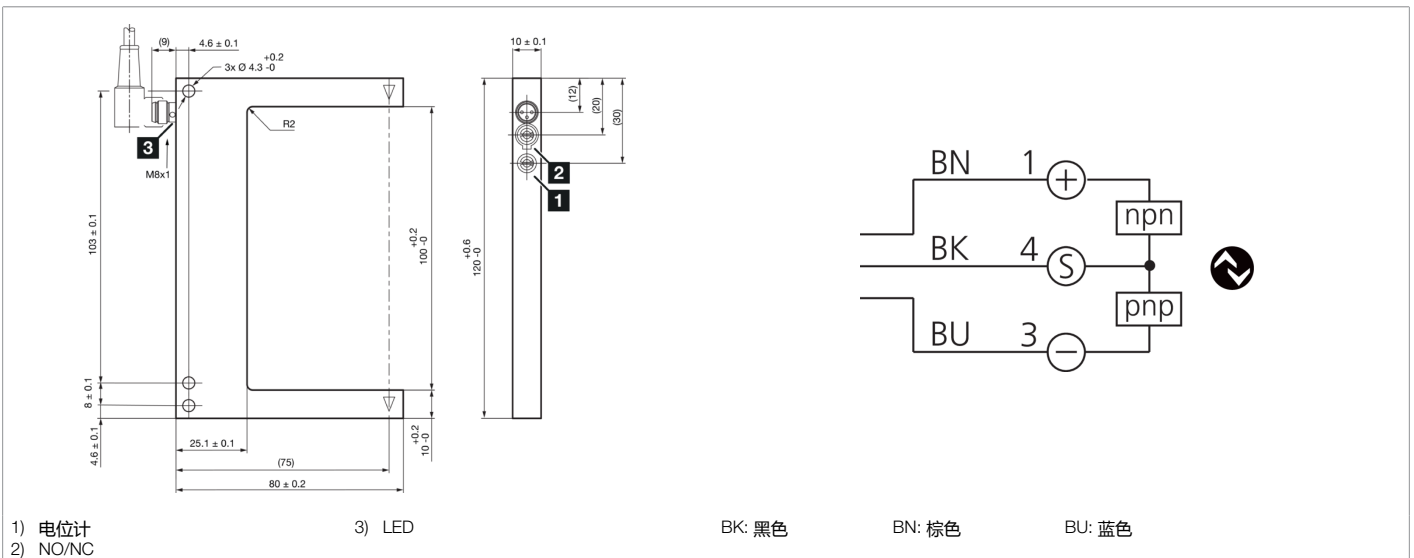 (9)
4.6 ± 0.1
+0.2
3x Ø 4.3 -0
R2
3
M8x1
103 ± 0.1
8 ± 0.1
4.6 ± 0.1
25.1 ± 0.1
(75)
80 ± 0.2
+0.2
100 -0
+0.2
10 -0
10 ± 0.1
(12)
(20)
(30)
2
1
+0.6
120 -0
BN 1 +
npn
BK 4 S
pnp
BU 3 −
1) 电位计
3) LED
BK: 黑色
BN: 棕色
BU: 蓝色
2) NO/NC